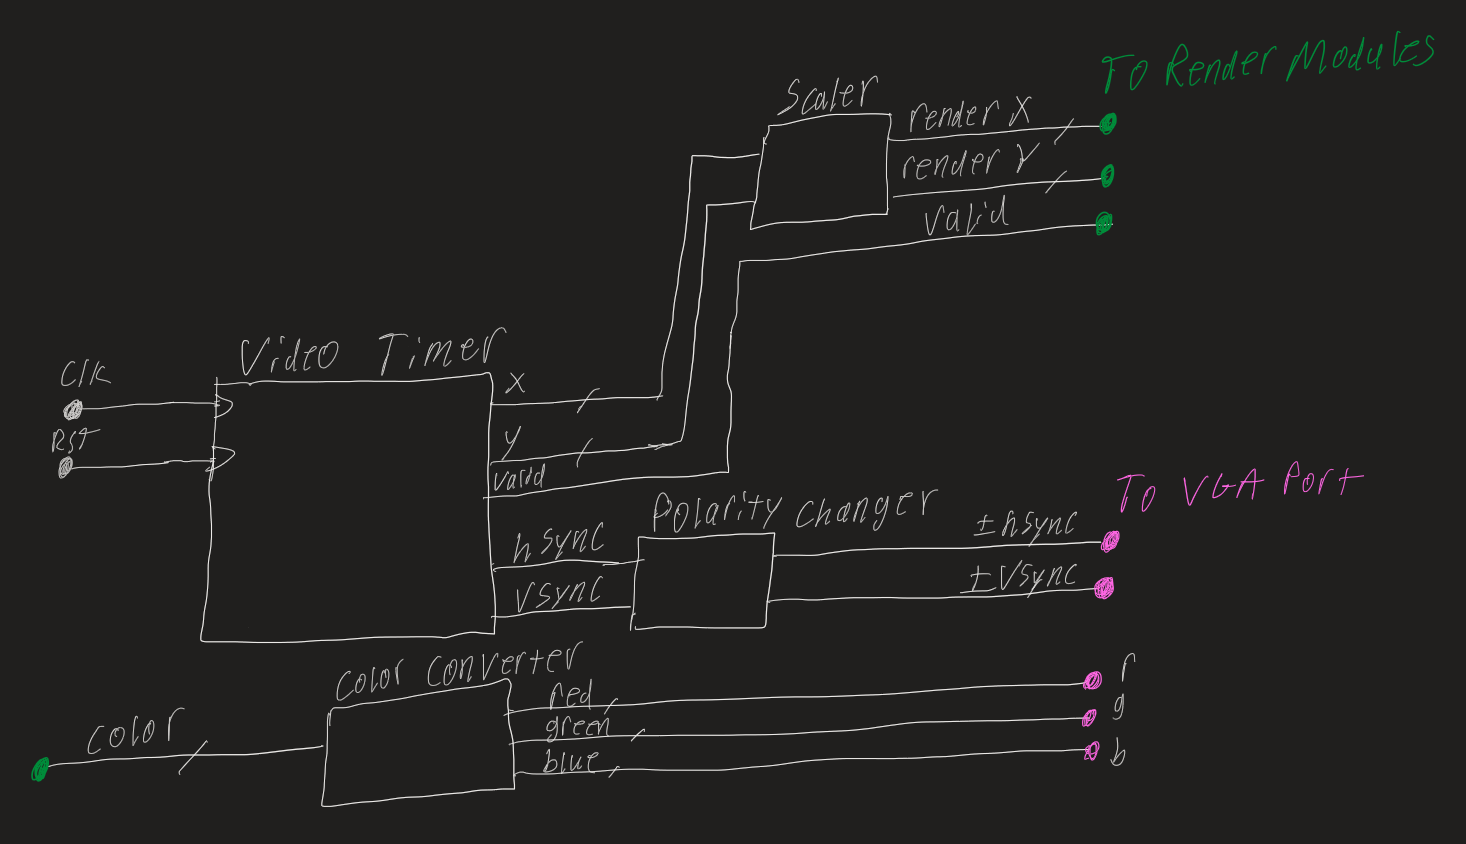 To Render Modules
Scaler
render X
render Y
valid
Video Timer
Clk
RST
X
y
valid
To VGA Port
Polarity Changer
hsync
vsync
±hsync
±Vsync
Color Converter
color
red
green
blue
r
g
b